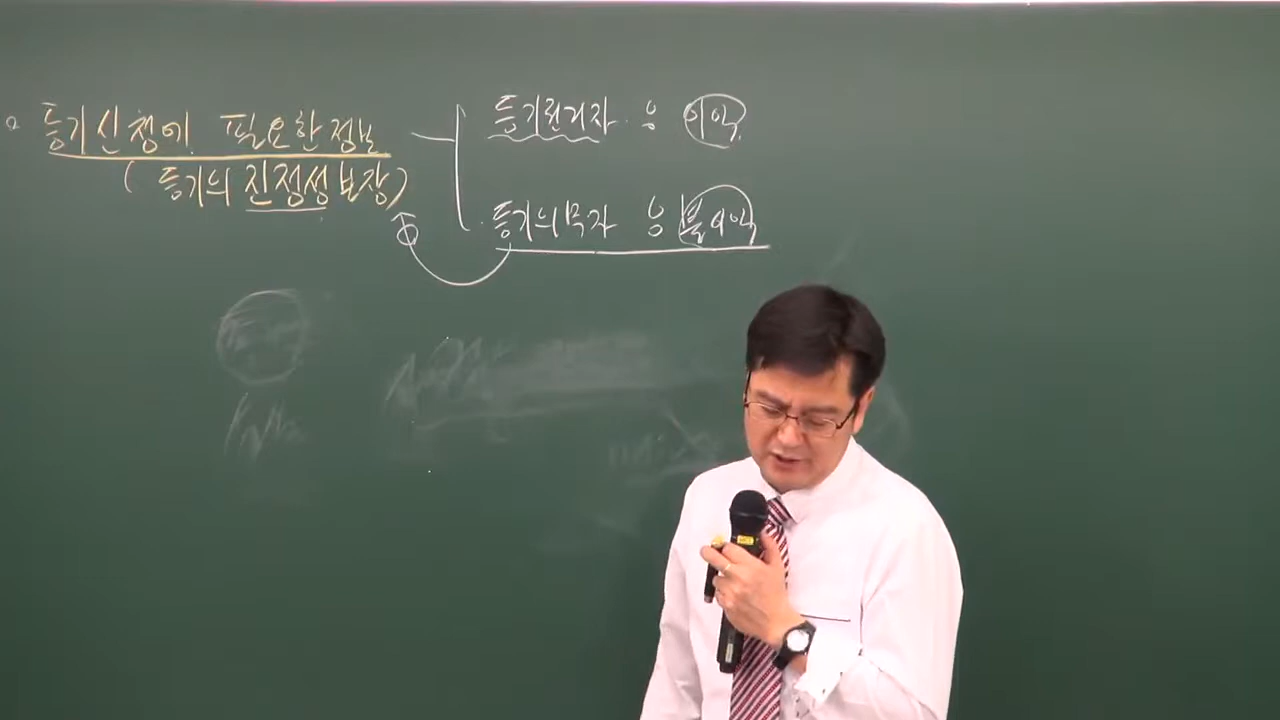 등기신청에 필요한 정보
(등기의 진정성 보장)
등기권리자 : 이익
등기의무자 : 불이익